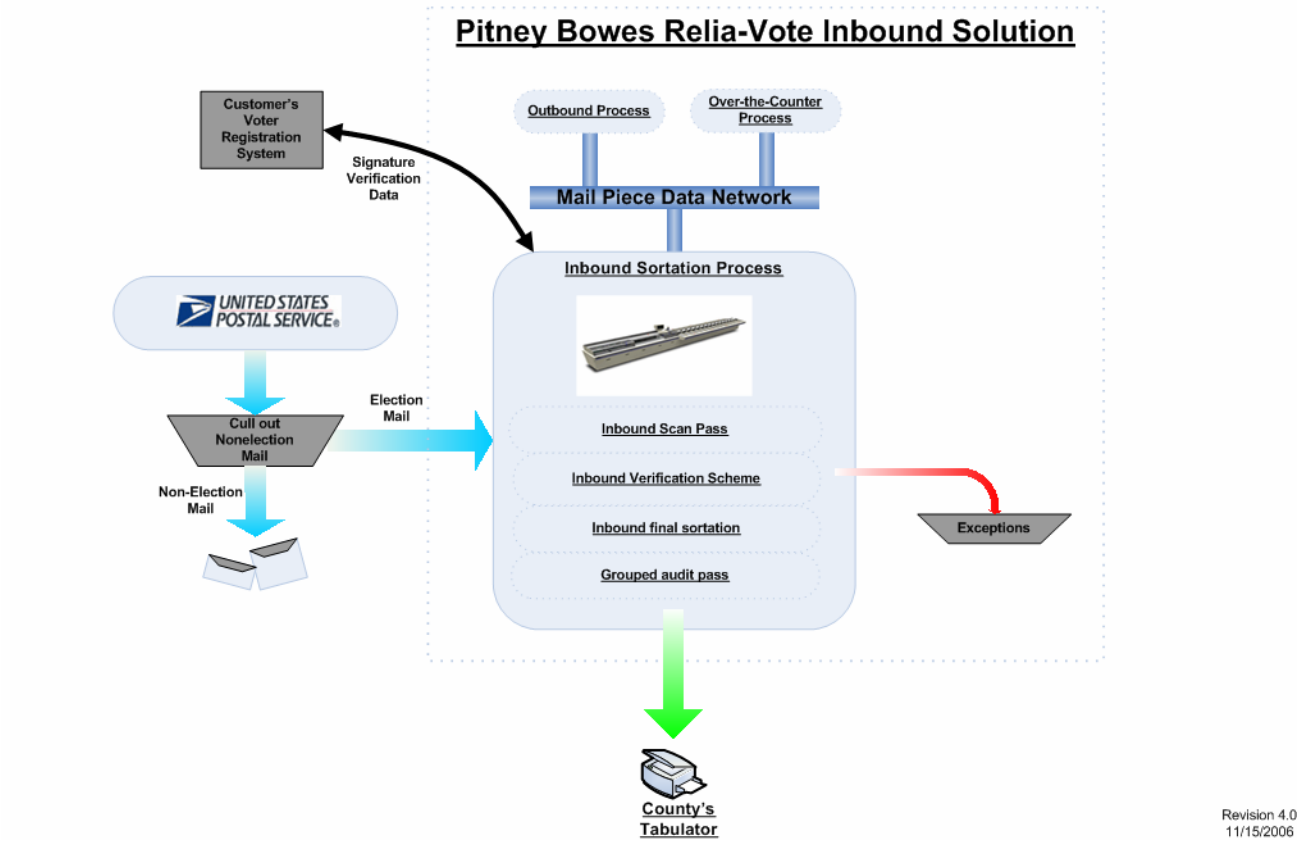 Pitney Bowes Relia-Vote Inbound Solution
Customer's
Voter
Registration
System
Signature
Verification
Data
Outbound Process
Over-the-Counter
Process
Mail Piece Data Network
Inbound Sortation Process
UNITED STATES
POSTAL SERVICE®
Election
Mail
Cull out
Nonelection
Mail
Non-Election
Mail
Inbound Scan Pass
Inbound Verification Scheme
Inbound final sortation
Grouped audit pass
Exceptions
County's
Tabulator
Revision 4.0
11/15/2006